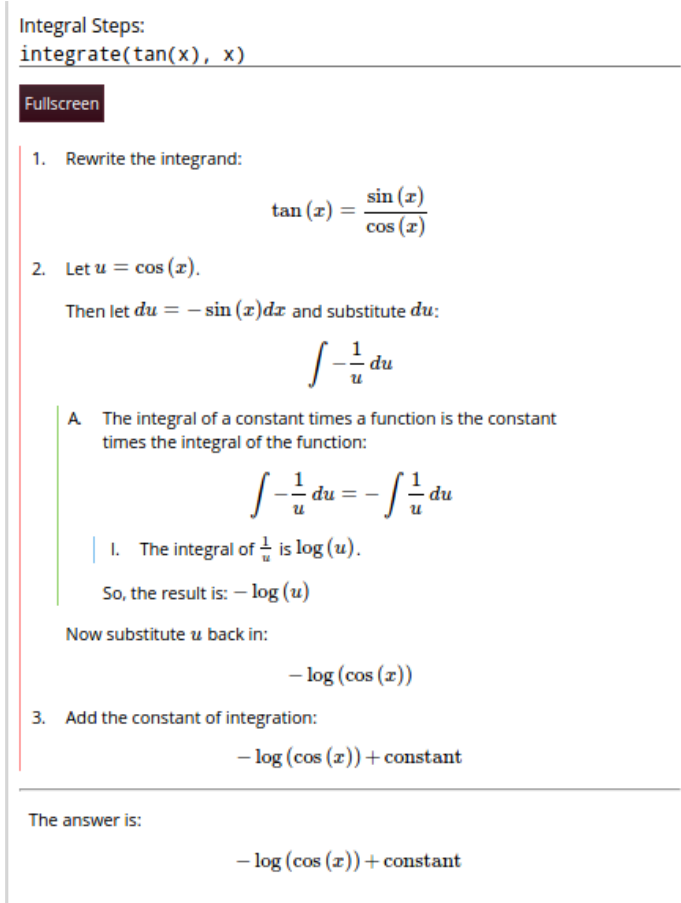 Integral Steps:
integrate(tan(x), x)
Fullscreen
1. Rewrite the integrand:
tan (x) = sin (x) / cos (x)
2. Let u = cos (x).
Then let du = − sin (x)dx and substitute du:
∫ − 1/u du
A. The integral of a constant times a function is the constant
times the integral of the function:
∫ − 1/u du = − ∫ 1/u du
I. The integral of 1/u is log (u).
So, the result is: − log (u)
Now substitute u back in:
− log (cos (x))
3. Add the constant of integration:
− log (cos (x)) + constant
The answer is:
− log (cos (x)) + constant